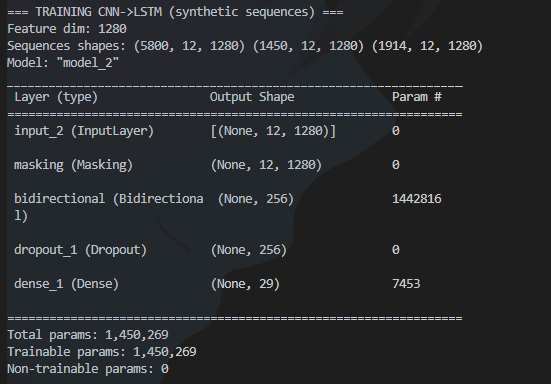 === TRAINING CNN->LSTM (synthetic sequences) ===
Feature dim: 1280
Sequences shapes: (5800, 12, 1280) (1450, 12, 1280) (1914, 12, 1280)
Model: "model_2"
_________________________________________________________________
 Layer (type)                Output Shape              Param #
=================================================================
 input_2 (InputLayer)        [(None, 12, 1280)]        0
 masking (Masking)           (None, 12, 1280)          0
 bidirectional (Bidirectiona  (None, 256)              1442816
 l)
 dropout_1 (Dropout)         (None, 256)               0
 dense_1 (Dense)             (None, 29)                7453
=================================================================
Total params: 1,450,269
Trainable params: 1,450,269
Non-trainable params: 0